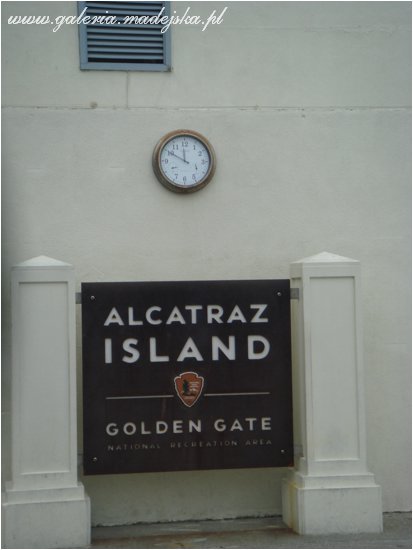 www.galeria.madejska.pl
ALCATRAZ
ISLAND
GOLDEN GATE
NATIONAL RECREATION AREA